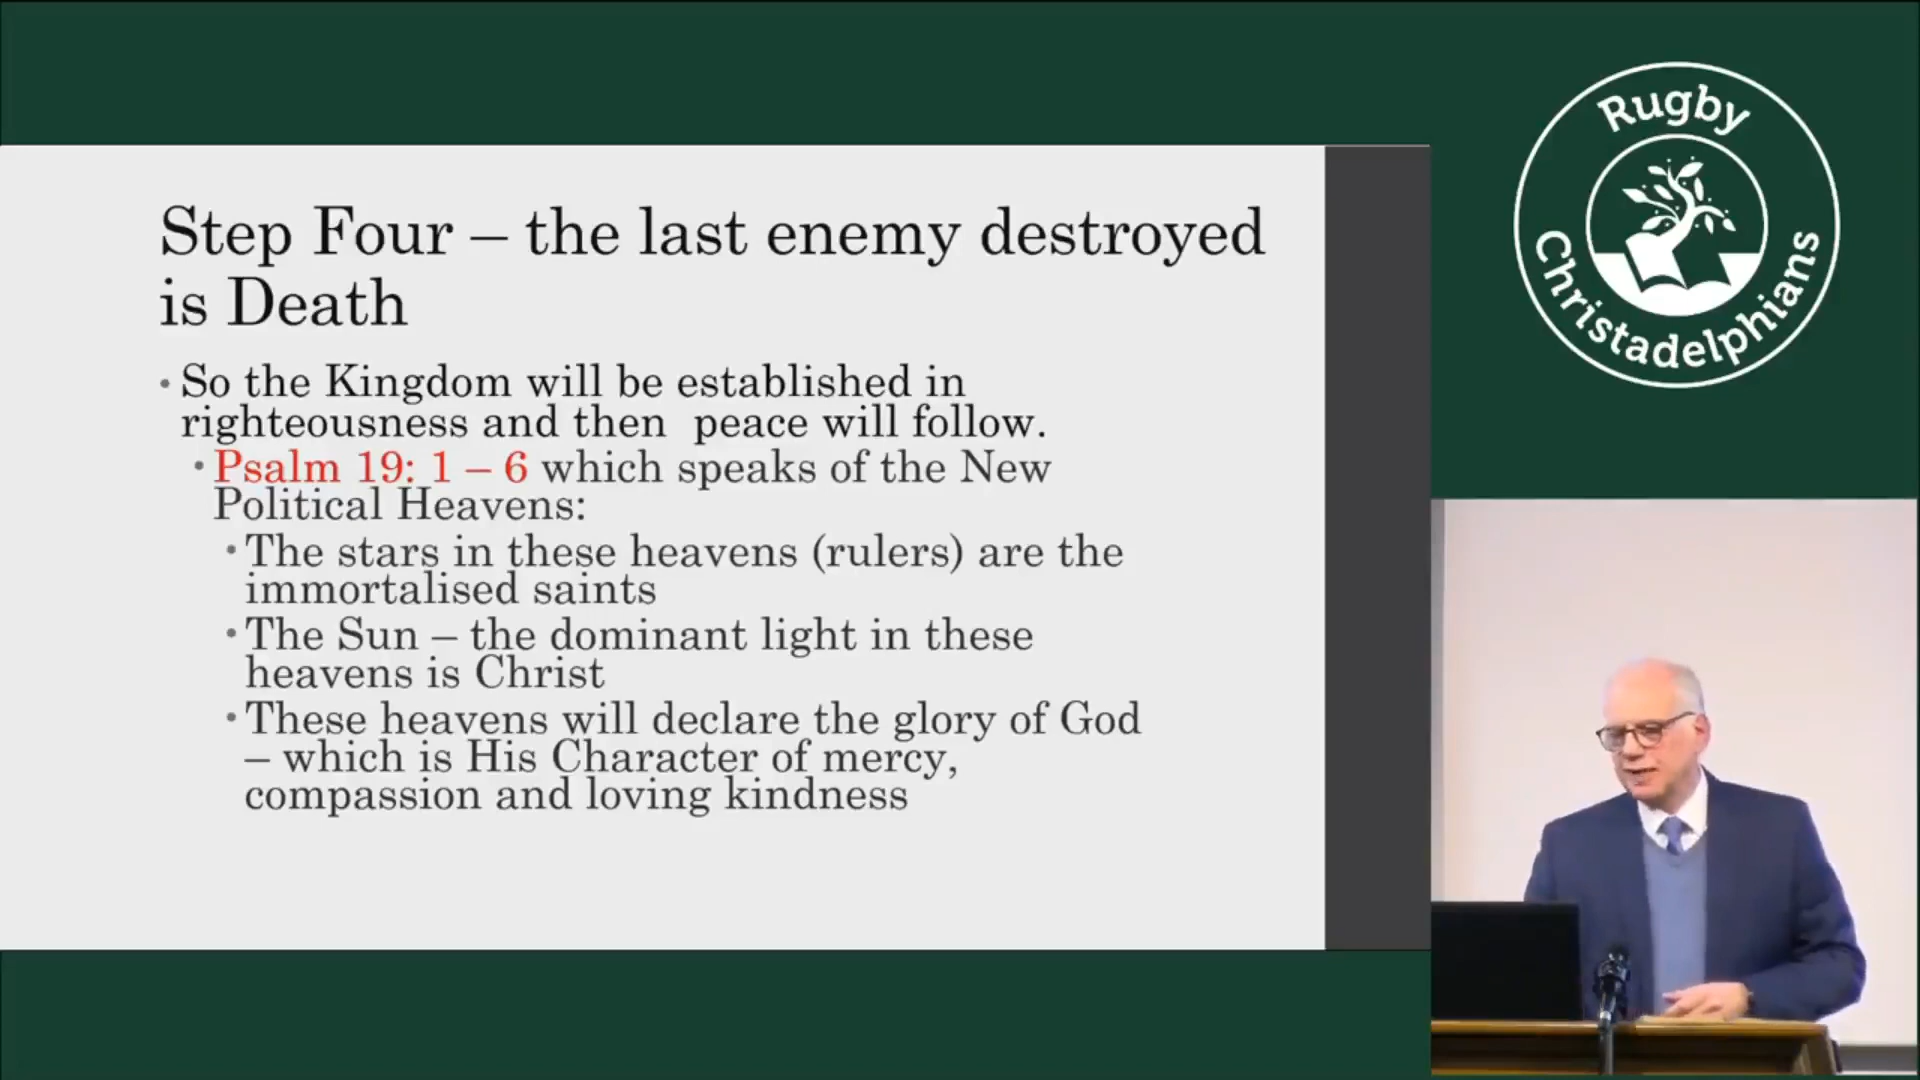 Step Four – the last enemy destroyed
is Death
• So the Kingdom will be established in
righteousness and then  peace will follow.
• Psalm 19: 1 – 6 which speaks of the New
Political Heavens:
• The stars in these heavens (rulers) are the
immortalised saints
• The Sun – the dominant light in these
heavens is Christ
• These heavens will declare the glory of God
– which is His Character of mercy,
compassion and loving kindness
Rugby
Christadelphians